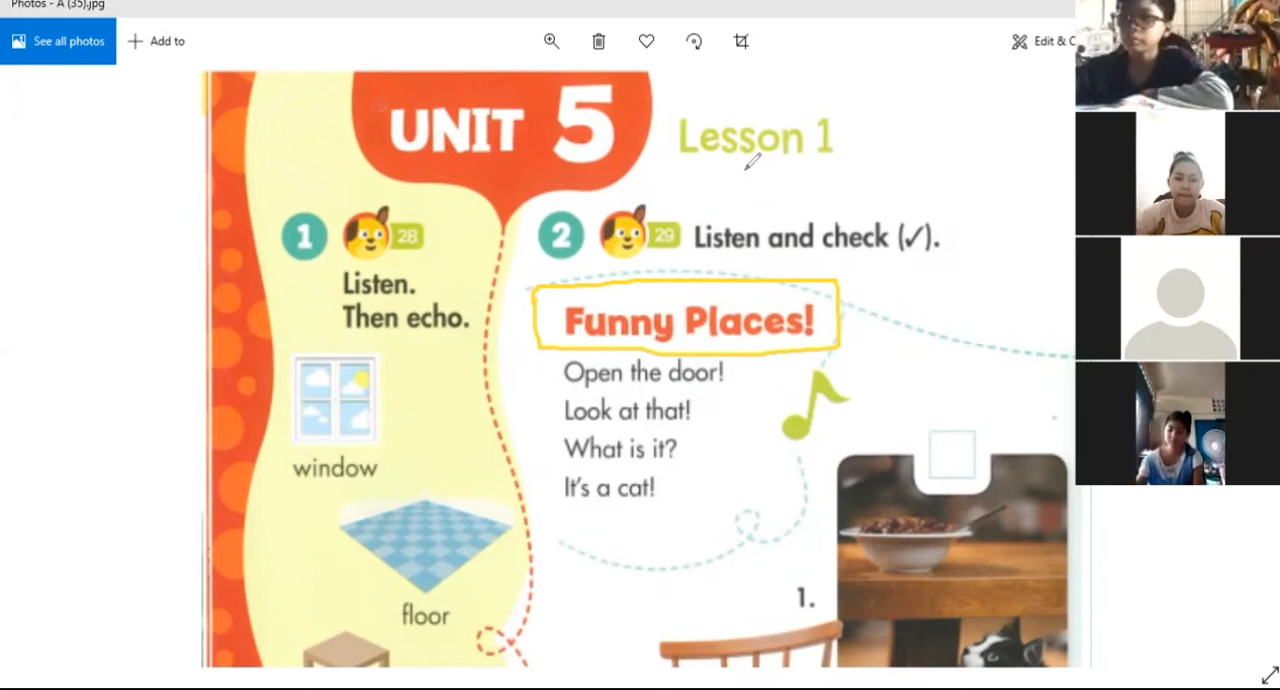 Photos - A (35).jpg
See all photos
Add to
Edit & C
UNIT 5
Lesson 1
1
28
Listen.
Then echo.
window
floor
2
29
Listen and check (✓).
Funny Places!
Open the door!
Look at that!
What is it?
It's a cat!
1.